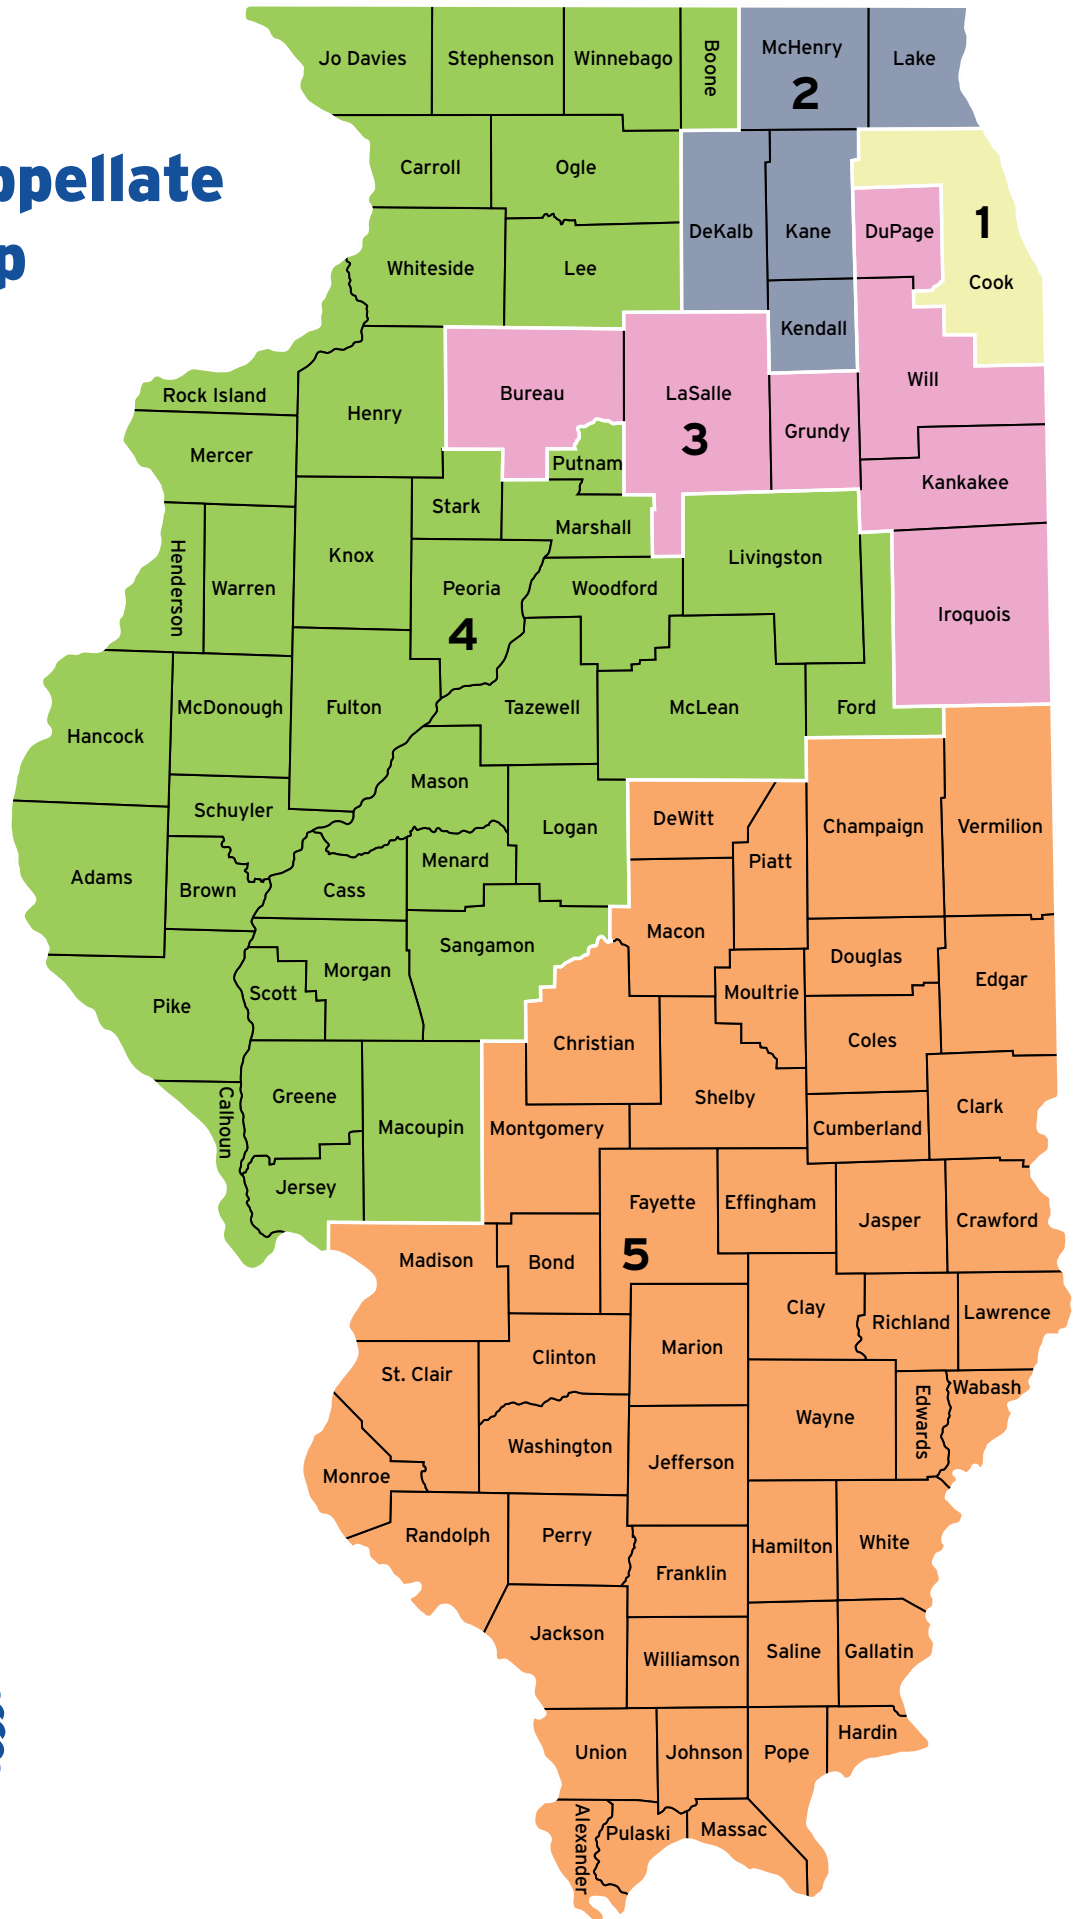 ppellate
p
Jo Davies
Stephenson
Winnebago
Boone
McHenry
2
Lake
Carroll
Ogle
DeKalb
Kane
DuPage
1
Cook
Whiteside
Lee
Kendall
Rock Island
Henry
Bureau
LaSalle
3
Grundy
Will
Mercer
Putnam
Kankakee
Stark
Marshall
Henderson
Warren
Knox
Peoria
4
Woodford
Livingston
Iroquois
Hancock
McDonough
Fulton
Tazewell
McLean
Ford
Mason
Schuyler
Logan
DeWitt
Piatt
Champaign
Vermilion
Adams
Brown
Cass
Menard
Sangamon
Macon
Douglas
Edgar
Pike
Scott
Morgan
Moultrie
Christian
Coles
Calhoun
Greene
Macoupin
Montgomery
Shelby
Cumberland
Clark
Jersey
Fayette
Effingham
Jasper
Crawford
Madison
Bond
5
Clay
Richland
Lawrence
St. Clair
Clinton
Marion
Wayne
Edwards
Wabash
Monroe
Washington
Jefferson
Randolph
Perry
Franklin
Hamilton
White
Jackson
Williamson
Saline
Gallatin
Union
Johnson
Pope
Hardin
Alexander
Pulaski
Massac